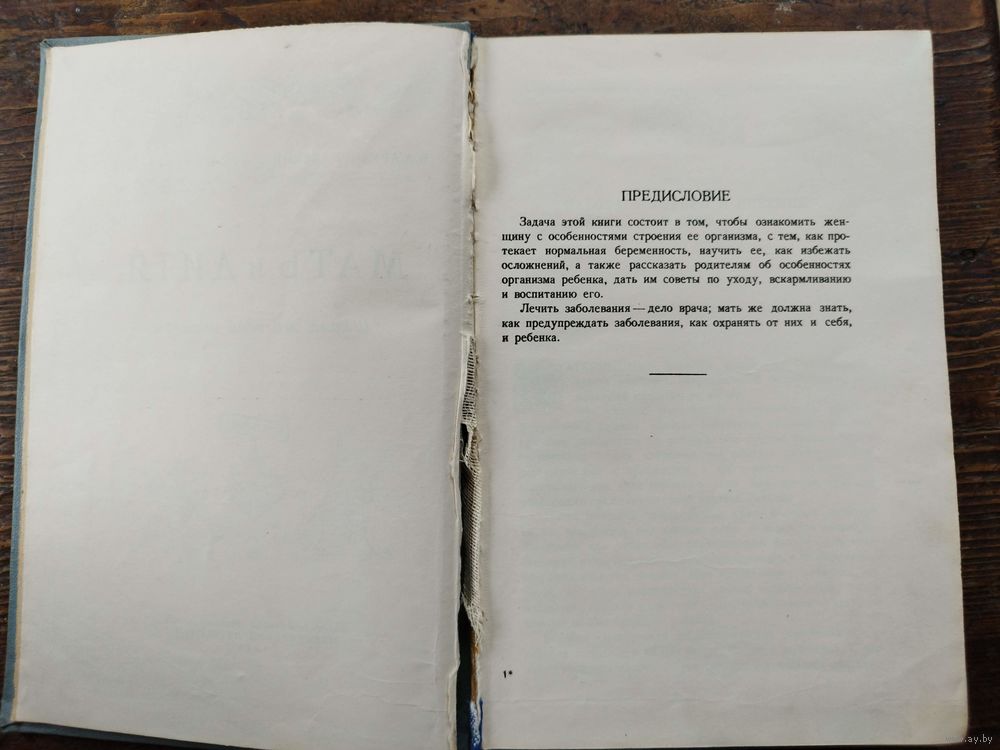 ПРЕДИСЛОВИЕ
Задача этой книги состоит в том, чтобы ознакомить жен-
щину с особенностями строения ее организма, с тем, как про-
текает нормальная беременность, научить ее, как избежать
осложнений, а также рассказать родителям об особенностях
организма ребенка, дать им советы по уходу, вскармливанию
и воспитанию его.
Лечить заболевания — дело врача; мать же должна знать,
как предупреждать заболевания, как охранять от них и себя,
и ребенка.
1*
www.ay.by